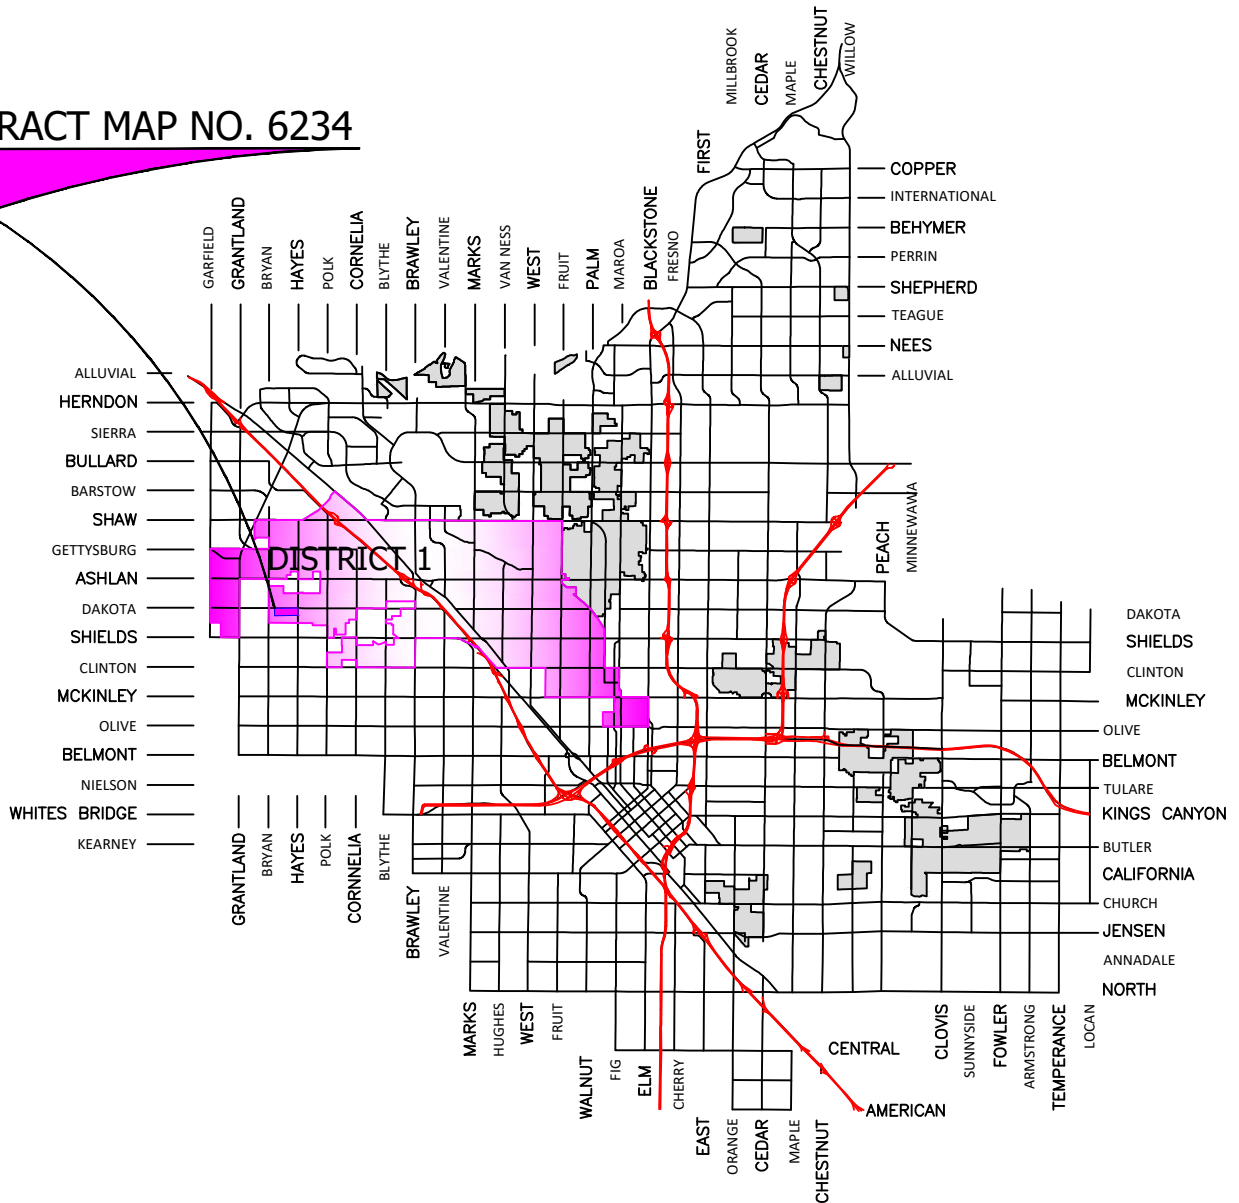 RACT MAP NO. 6234
MILLBROOK
CEDAR
MAPLE
CHESTNUT
WILLOW
FIRST
COPPER
INTERNATIONAL
BEHYMER
PERRIN
SHEPHERD
TEAGUE
NEES
ALLUVIAL
GARFIELD
GRANTLAND
BRYAN
HAYES
POLK
CORNELIA
BLYTHE
BRAWLEY
VALENTINE
MARKS
VAN NESS
WEST
FRUIT
PALM
MAROA
BLACKSTONE
FRESNO
ALLUVIAL
HERNDON
SIERRA
BULLARD
BARSTOW
SHAW
GETTYSBURG
ASHLAN
DAKOTA
SHIELDS
CLINTON
MCKINLEY
OLIVE
BELMONT
NIELSON
WHITES BRIDGE
KEARNEY
DISTRICT 1
PEACH
MINNEWAWA
DAKOTA
SHIELDS
CLINTON
MCKINLEY
OLIVE
BELMONT
TULARE
KINGS CANYON
BUTLER
CALIFORNIA
CHURCH
JENSEN
ANNADALE
NORTH
GRANTLAND
BRYAN
HAYES
POLK
CORNNELIA
BLYTHE
BRAWLEY
VALENTINE
MARKS
HUGHES
WEST
FRUIT
WALNUT
FIG
ELM
CHERRY
EAST
ORANGE
CEDAR
MAPLE
CHESTNUT
CENTRAL
AMERICAN
CLOVIS
SUNNYSIDE
FOWLER
ARMSTRONG
TEMPERANCE
LOCAN